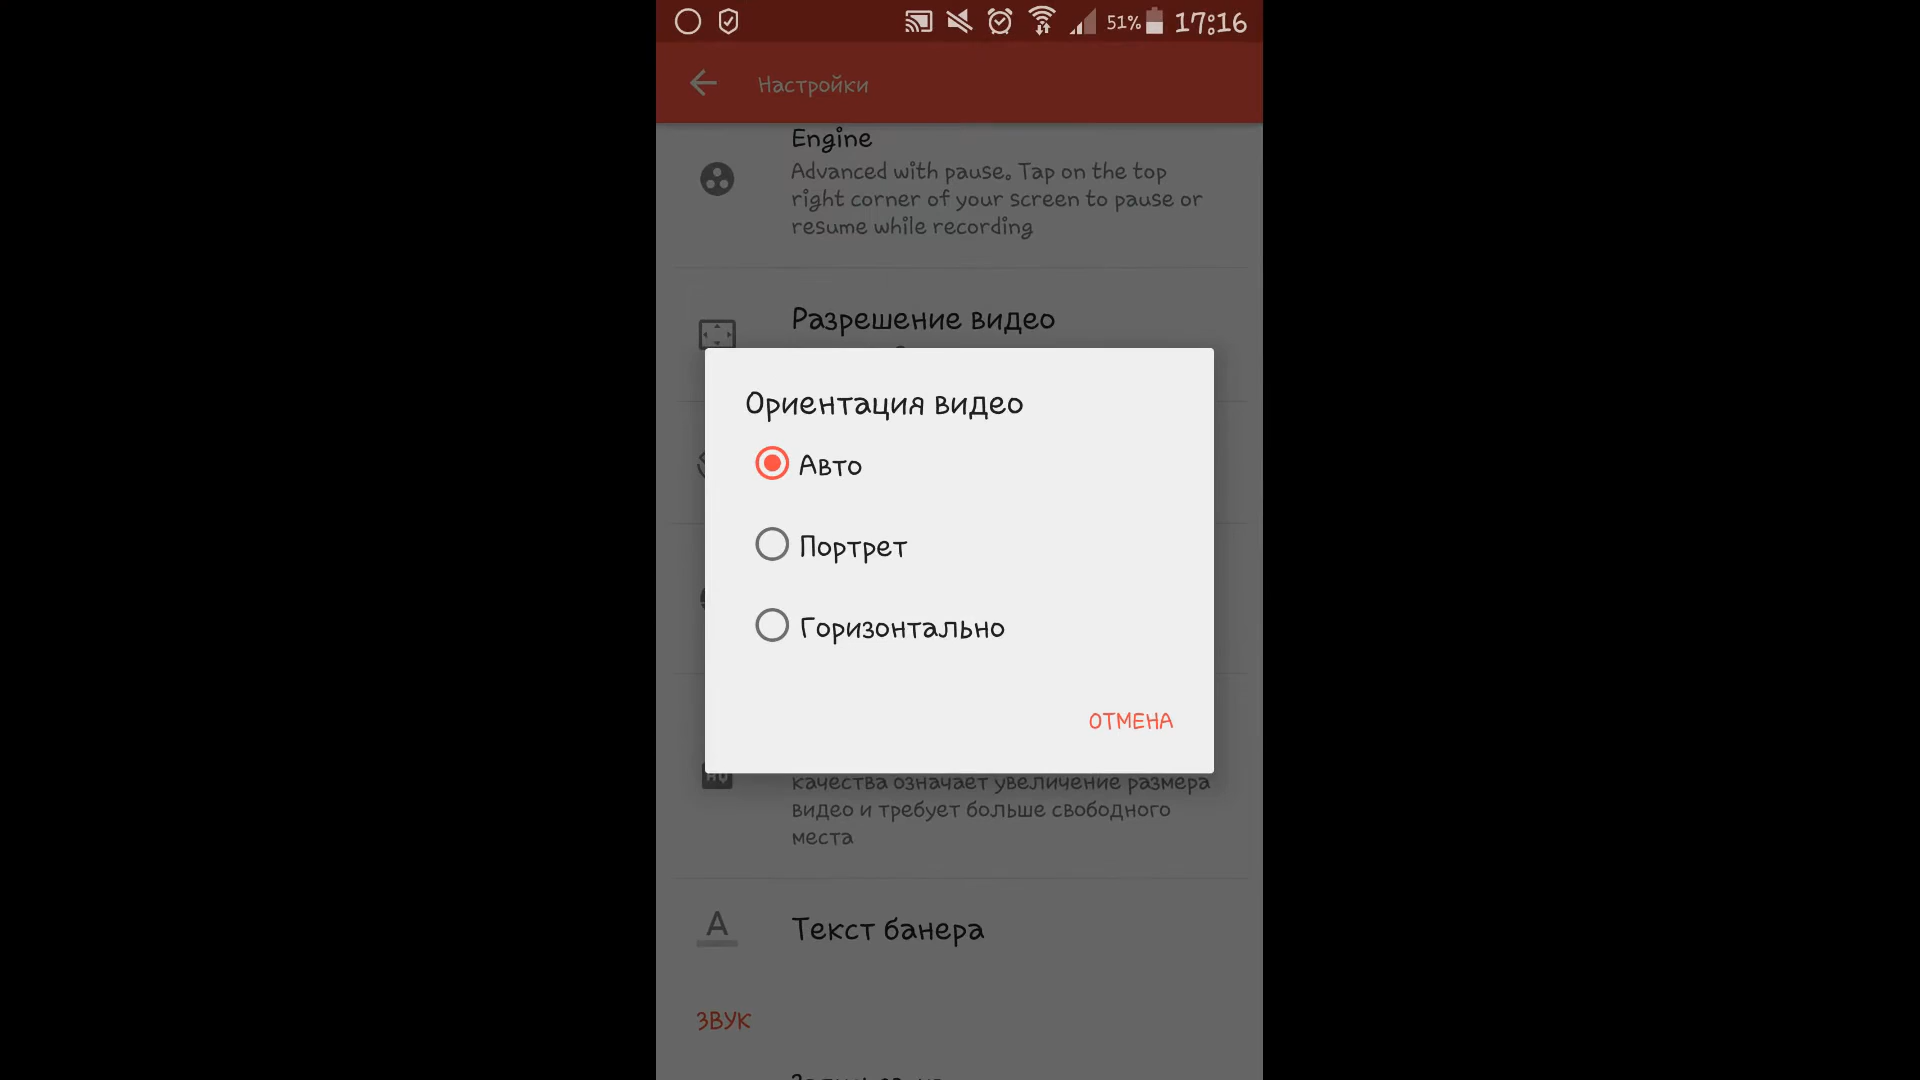 51% 17:16
Настройки
Engine
Advanced with pause. Tap on the top
right corner of your screen to pause or
resume while recording
Разрешение видео
Ориентация видео
Авто
Портрет
Горизонтально
ОТМЕНА
качества означает увеличение размера
видео и требует больше свободного
места
A
Текст банера
ЗВУК